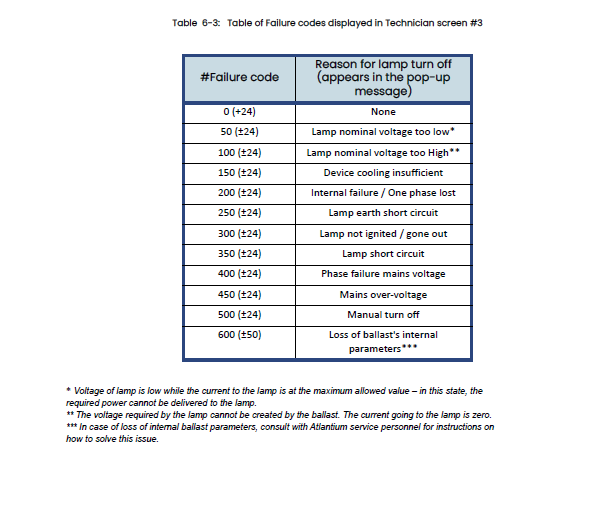 Table 6-3: Table of Failure codes displayed in Technician screen #3
#Failure code
Reason for lamp turn off
(appears in the pop-up
message)
0 (+24) None
50 (±24) Lamp nominal voltage too low*
100 (±24) Lamp nominal voltage too High**
150 (±24) Device cooling insufficient
200 (±24) Internal failure / One phase lost
250 (±24) Lamp earth short circuit
300 (±24) Lamp not ignited / gone out
350 (±24) Lamp short circuit
400 (±24) Phase failure mains voltage
450 (±24) Mains over-voltage
500 (±24) Manual turn off
600 (±50) Loss of ballast's internal
parameters***
* Voltage of lamp is low while the current to the lamp is at the maximum allowed value – in this state, the
required power cannot be delivered to the lamp.
** The voltage required by the lamp cannot be created by the ballast. The current going to the lamp is zero.
*** In case of loss of internal ballast parameters, consult with Atlantium service personnel for instructions on
how to solve this issue.